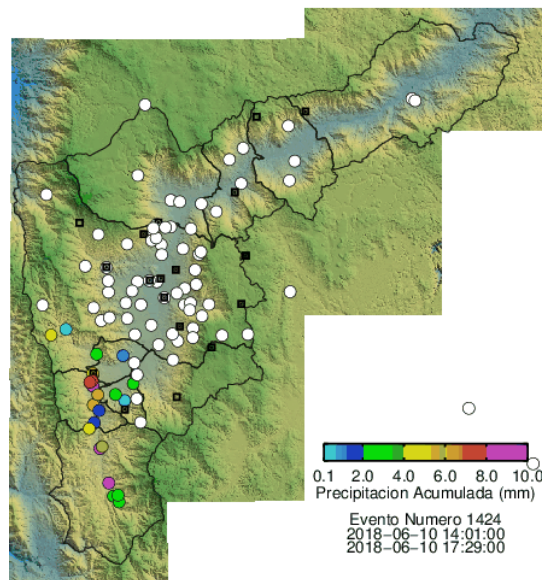 0.1 2.0 4.0 6.0 8.0 10.0
Precipitacion Acumulada (mm)
Evento Numero 1424
2018-06-10 14:01:00
2018-06-10 17:29:00